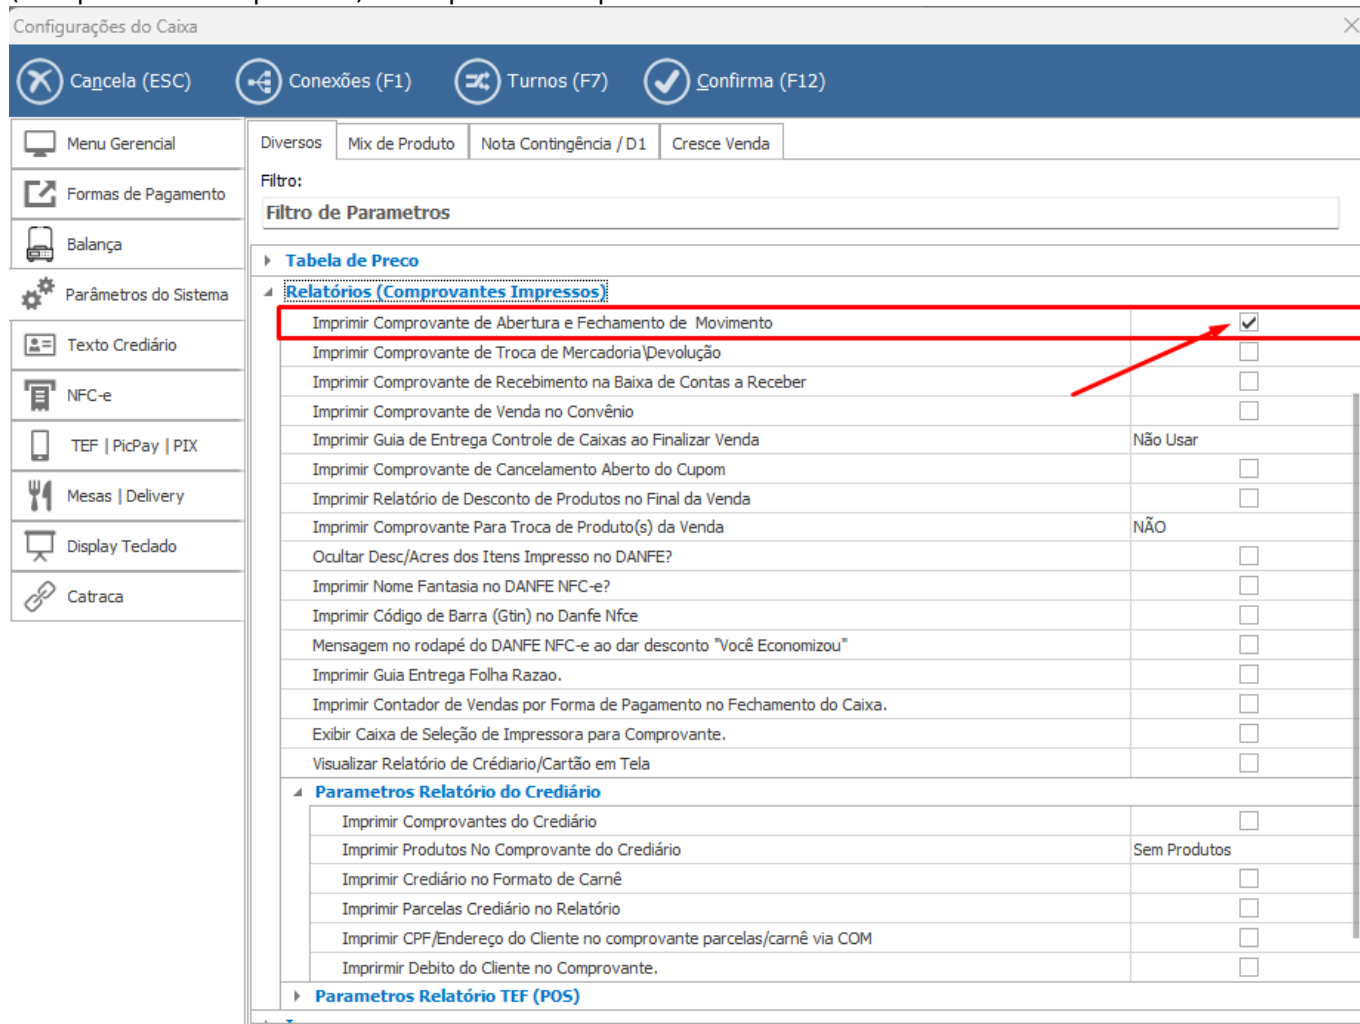 Configurações do Caixa
Cancela (ESC)
Conexões (F1)
Turnos (F7)
Confirma (F12)
Menu Gerencial
Formas de Pagamento
Balança
Parâmetros do Sistema
Texto Crediário
NFC-e
TEF | PicPay | PIX
Mesas | Delivery
Display Teclado
Catraca
Diversos
Mix de Produto
Nota Contingência / D1
Cresce Venda
Filtro:
Filtro de Parametros
Tabela de Preco
Relatórios (Comprovantes Impressos)
Imprimir Comprovante de Abertura e Fechamento de Movimento
Imprimir Comprovante de Troca de Mercadoria\Devolução
Imprimir Comprovante de Recebimento na Baixa de Contas a Receber
Imprimir Comprovante de Venda no Convênio
Imprimir Guia de Entrega Controle de Caixas ao Finalizar Venda Não Usar
Imprimir Comprovante de Cancelamento Aberto do Cupom
Imprimir Relatório de Desconto de Produtos no Final da Venda
Imprimir Comprovante Para Troca de Produto(s) da Venda NÃO
Ocultar Desc/Acres dos Itens Impresso no DANFE?
Imprimir Nome Fantasia no DANFE NFC-e?
Imprimir Código de Barra (Gtin) no Danfe Nfce
Mensagem no rodapé do DANFE NFC-e ao dar desconto "Você Economizou"
Imprimir Guia Entrega Folha Razao.
Imprimir Contador de Vendas por Forma de Pagamento no Fechamento do Caixa.
Exibir Caixa de Seleção de Impressora para Comprovante.
Visualizar Relatório de Crédiario/Cartão em Tela
Parametros Relatório do Crediário
Imprimir Comprovantes do Crediário
Imprimir Produtos No Comprovante do Crediário Sem Produtos
Imprimir Crediário no Formato de Carnê
Imprimir Parcelas Crediário no Relatório
Imprimir CPF/Endereço do Cliente no comprovante parcelas/carnê via COM
Imprirmir Debito do Cliente no Comprovante.
Parametros Relatório TEF (POS)